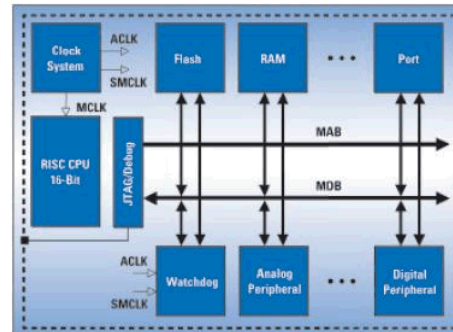 Clock
System
ACLK
SMCLK
MCLK
Flash
RAM
Port
RISC CPU
16-Bit
JTAG/Debug
MAB
MDB
ACLK
SMCLK
Watchdog
Analog
Peripheral
Digital
Peripheral